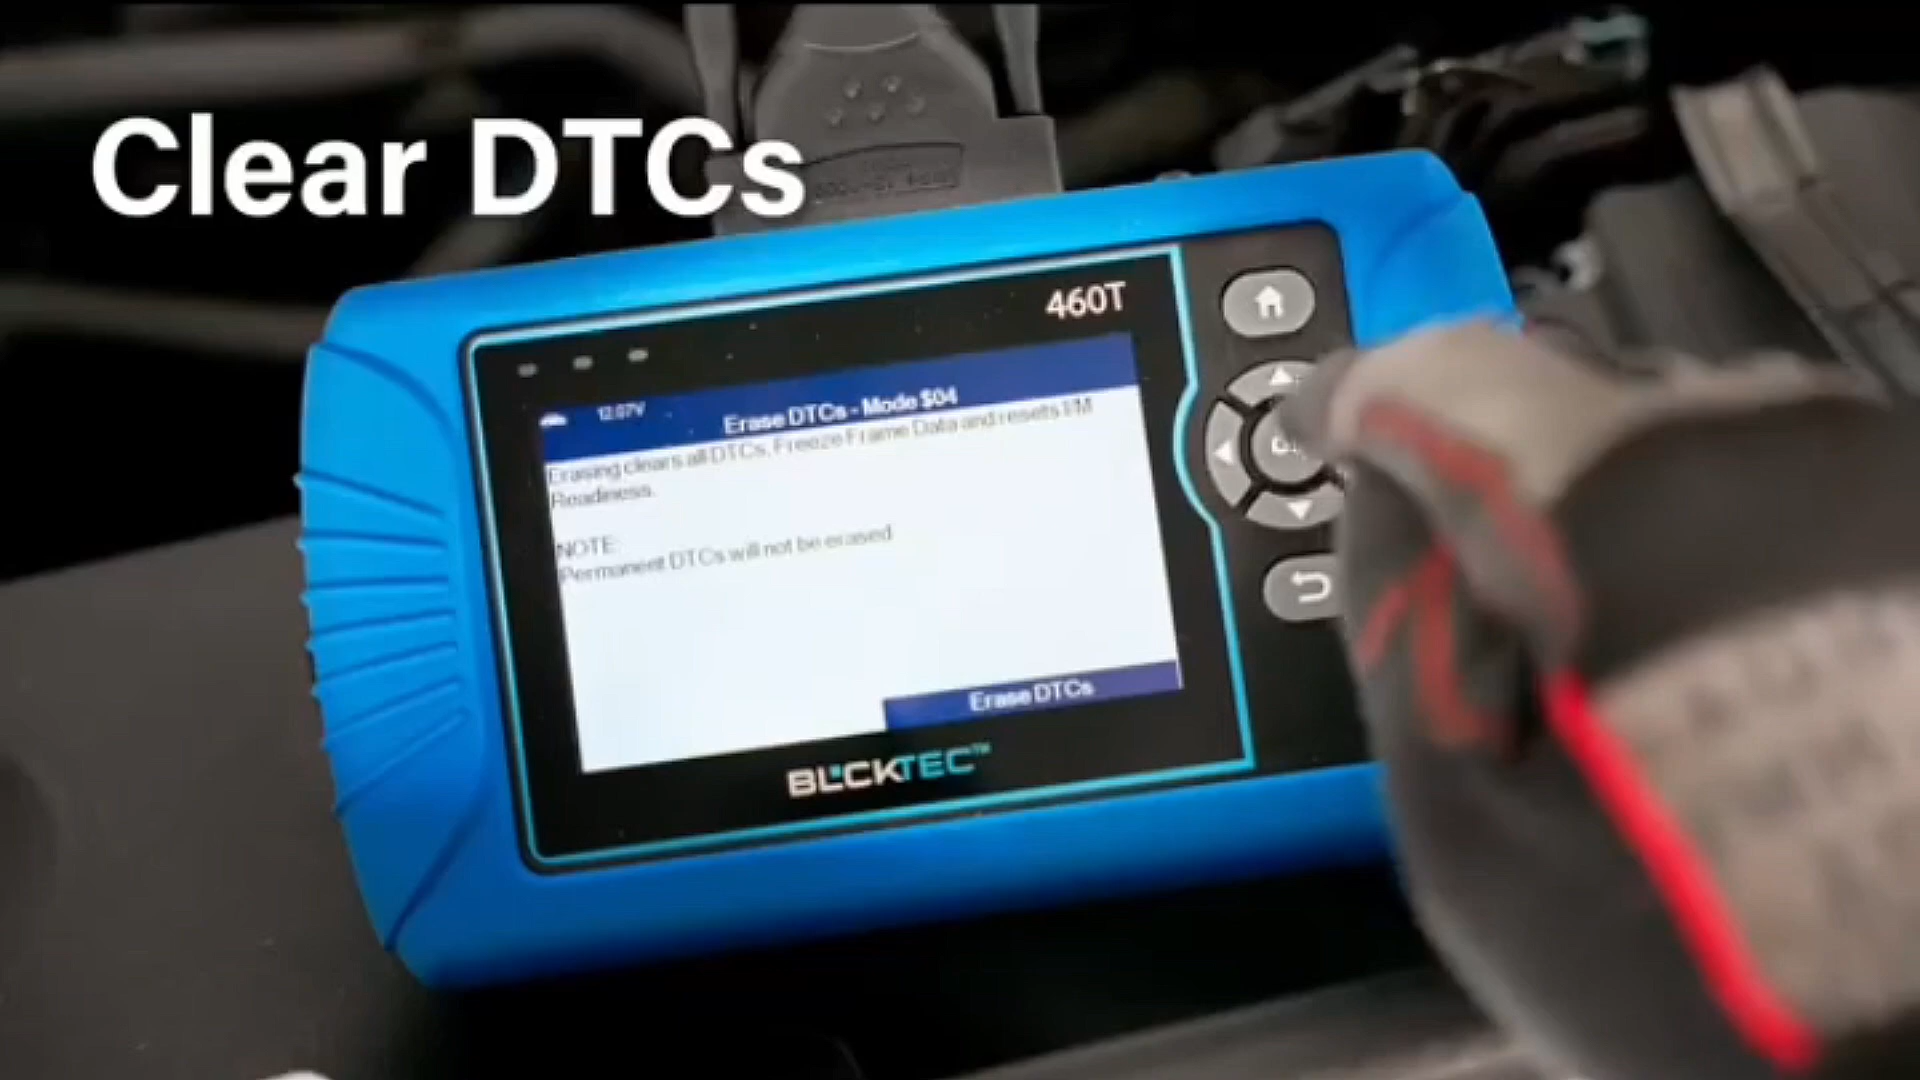 Clear DTCs
460T
12.07V
Erase DTCs - Mode $04
Erasing clears all DTCs, Freeze Frame Data and resets I/M
Readiness.
NOTE:
Permanent DTCs will not be erased
Erase DTCs
BLCKTEC™